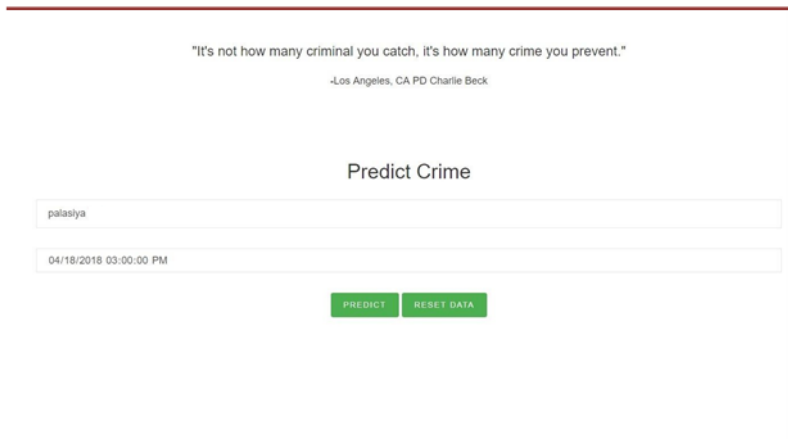 "It's not how many criminal you catch, it's how many crime you prevent."
-Los Angeles, CA PD Charlie Beck
Predict Crime
palasiya
04/18/2018 03:00:00 PM
PREDICT RESET DATA